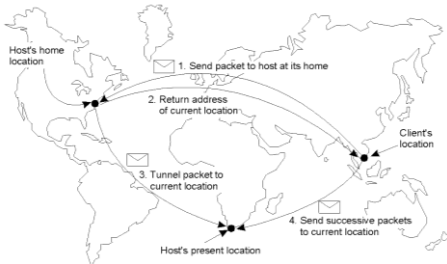 Host's home
location
1. Send packet to host at its home
2. Return address
of current location
Client's
location
3. Tunnel packet to
current location
4. Send successive packets
to current location
Host's present location